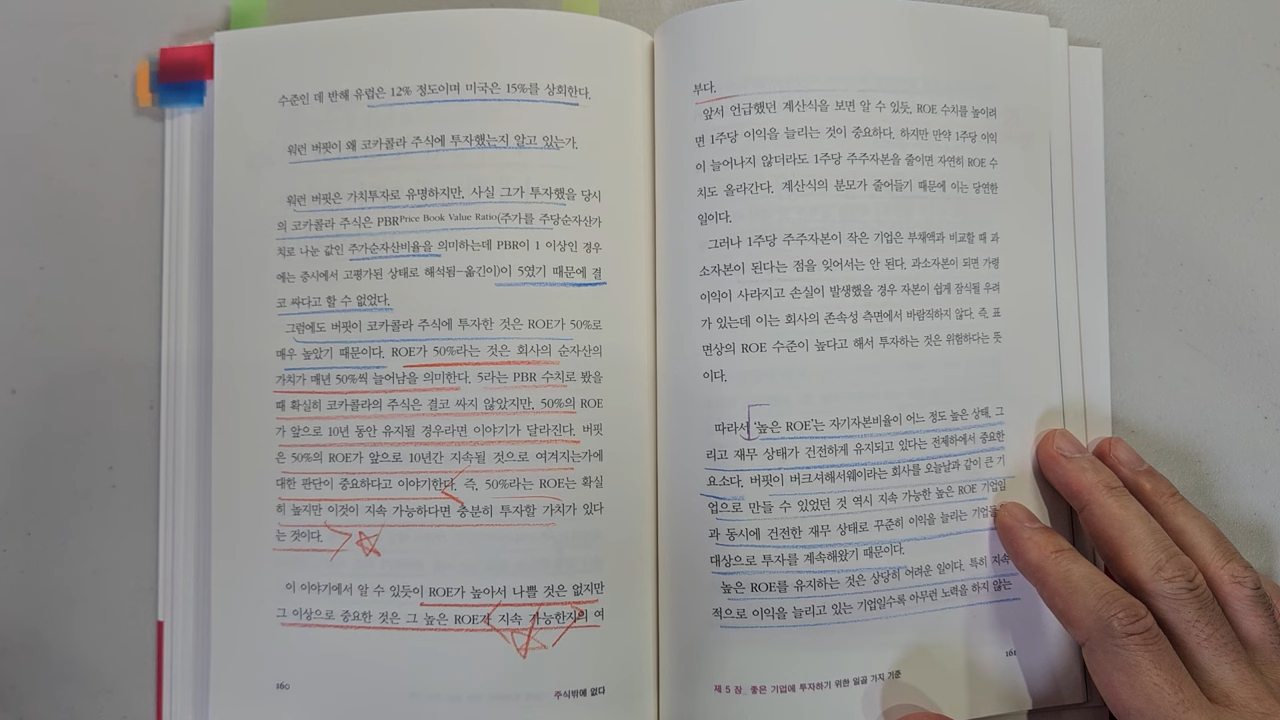 수준인 데 반해 유럽은 12% 정도이며 미국은 15%를 상회한다.
워런 버핏이 왜 코카콜라 주식에 투자했는지 알고 있는가.
워런 버핏은 가치투자로 유명하지만, 사실 그가 투자했을 당시
의 코카콜라 주식은 PBR Price Book Value Ratio(주가를 주당순자산가
치로 나눈 값인 주가순자산비율을 의미하는데 PBR이 1 이상인 경우
에는 증시에서 고평가된 상태로 해석됨–옮긴이)이 5였기 때문에 결
코 싸다고 할 수 없었다.
그럼에도 버핏이 코카콜라 주식에 투자한 것은 ROE가 50%로
매우 높았기 때문이다. ROE가 50%라는 것은 회사의 순자산의
가치가 매년 50%씩 늘어남을 의미한다. 5라는 PBR 수치로 봤을
때 확실히 코카콜라의 주식은 결코 싸지 않았지만, 50%의 ROE
가 앞으로 10년 동안 유지될 경우라면 이야기가 달라진다. 버핏
은 50%의 ROE가 앞으로 10년간 지속될 것으로 여겨지는가에
대한 판단이 중요하다고 이야기한다. 즉, 50%라는 ROE는 확실
히 높지만 이것이 지속 가능하다면 충분히 투자할 가치가 있다
는 것이다.
이 이야기에서 알 수 있듯이 ROE가 높아서 나쁠 것은 없지만
그 이상으로 중요한 것은 그 높은 ROE가 지속 가능한지의 여
160
주식밖에 없다
부다.
앞서 언급했던 계산식을 보면 알 수 있듯, ROE 수치를 높이려
면 1주당 이익을 늘리는 것이 중요하다. 하지만 만약 1주당 이익
이 늘어나지 않더라도 1주당 주주자본을 줄이면 자연히 ROE 수
치도 올라간다. 계산식의 분모가 줄어들기 때문에 이는 당연한
일이다.
그러나 1주당 주주자본이 작은 기업은 부채액과 비교할 때 과
소자본이 된다는 점을 잊어서는 안 된다. 과소자본이 되면 가령
이익이 사라지고 손실이 발생했을 경우 자본이 쉽게 잠식될 우려
가 있는데 이는 회사의 존속성 측면에서 바람직하지 않다. 즉, 표
면상의 ROE 수준이 높다고 해서 투자하는 것은 위험하다는 뜻
이다.
따라서 '높은 ROE'는 자기자본비율이 어느 정도 높은 상태, 그
리고 재무 상태가 건전하게 유지되고 있다는 전제하에서 중요한
요소다. 버핏이 버크셔해서웨이라는 회사를 오늘날과 같이 큰 기
업으로 만들 수 있었던 것 역시 지속 가능한 높은 ROE 기업임
과 동시에 건전한 재무 상태로 꾸준히 이익을 늘리는 기업들을
대상으로 투자를 계속해왔기 때문이다.
높은 ROE를 유지하는 것은 상당히 어려운 일이다. 특히 지속
적으로 이익을 늘리고 있는 기업일수록 아무런 노력을 하지 않는
161
제 5 장_ 좋은 기업에 투자하기 위한 일곱 가지 기준